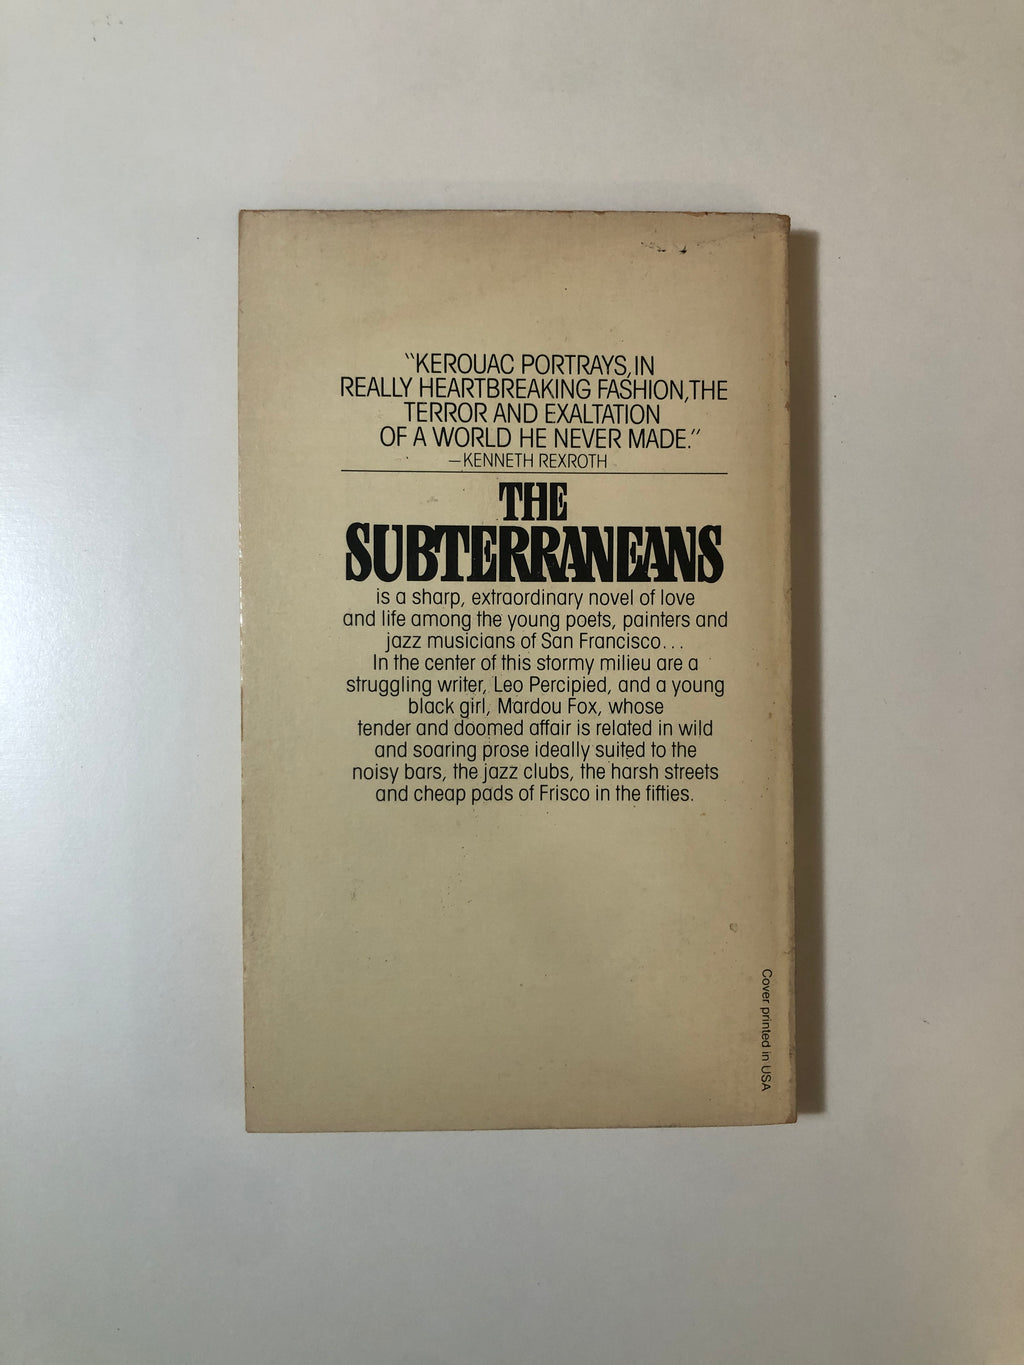 “KEROUAC PORTRAYS, IN
REALLY HEARTBREAKING FASHION, THE
TERROR AND EXALTATION
OF A WORLD HE NEVER MADE.”
—KENNETH REXROTH
THE
SUBTERRANEANS
is a sharp, extraordinary novel of love
and life among the young poets, painters and
jazz musicians of San Francisco...
In the center of this stormy milieu are a
struggling writer, Leo Percipied, and a young
black girl, Mardou Fox, whose
tender and doomed affair is related in wild
and soaring prose ideally suited to the
noisy bars, the jazz clubs, the harsh streets
and cheap pads of Frisco in the fifties.
Cover printed in USA